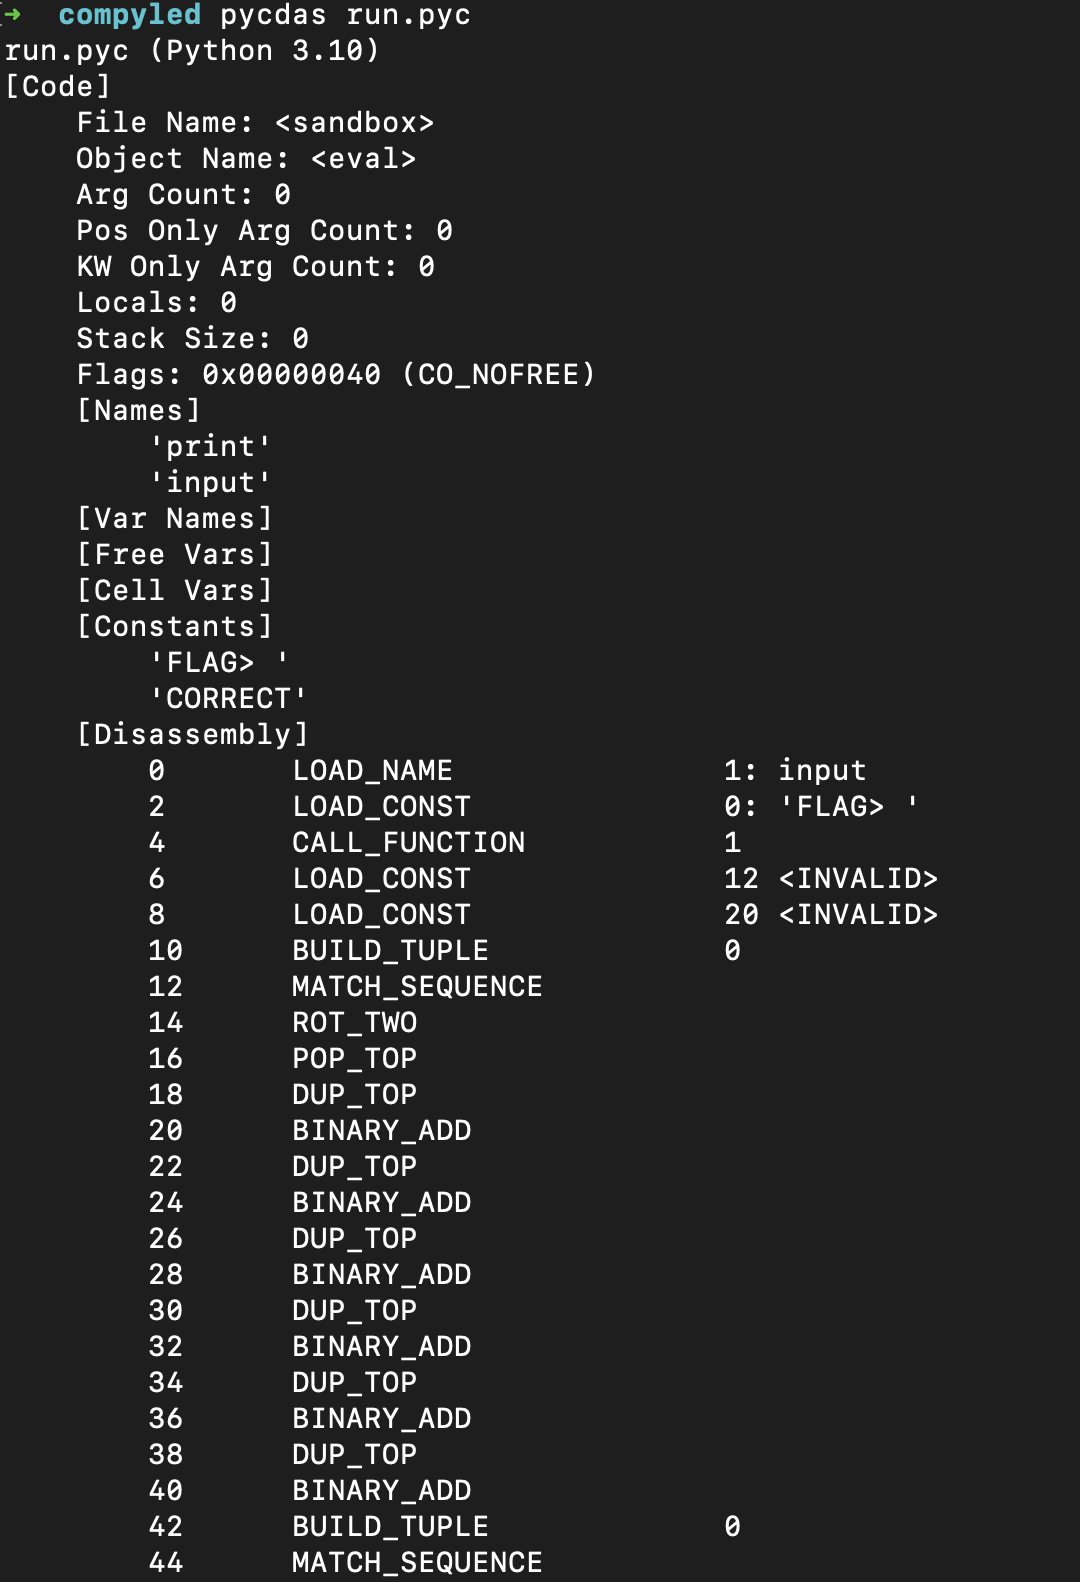 → compyled pycdas run.pyc
run.pyc (Python 3.10)
[Code]
    File Name: <sandbox>
    Object Name: <eval>
    Arg Count: 0
    Pos Only Arg Count: 0
    KW Only Arg Count: 0
    Locals: 0
    Stack Size: 0
    Flags: 0x00000040 (CO_NOFREE)
    [Names]
        'print'
        'input'
    [Var Names]
    [Free Vars]
    [Cell Vars]
    [Constants]
        'FLAG> '
        'CORRECT'
    [Disassembly]
        0       LOAD_NAME               1: input
        2       LOAD_CONST              0: 'FLAG> '
        4       CALL_FUNCTION           1
        6       LOAD_CONST              12 <INVALID>
        8       LOAD_CONST              20 <INVALID>
        10      BUILD_TUPLE             0
        12      MATCH_SEQUENCE
        14      ROT_TWO
        16      POP_TOP
        18      DUP_TOP
        20      BINARY_ADD
        22      DUP_TOP
        24      BINARY_ADD
        26      DUP_TOP
        28      BINARY_ADD
        30      DUP_TOP
        32      BINARY_ADD
        34      DUP_TOP
        36      BINARY_ADD
        38      DUP_TOP
        40      BINARY_ADD
        42      BUILD_TUPLE             0
        44      MATCH_SEQUENCE